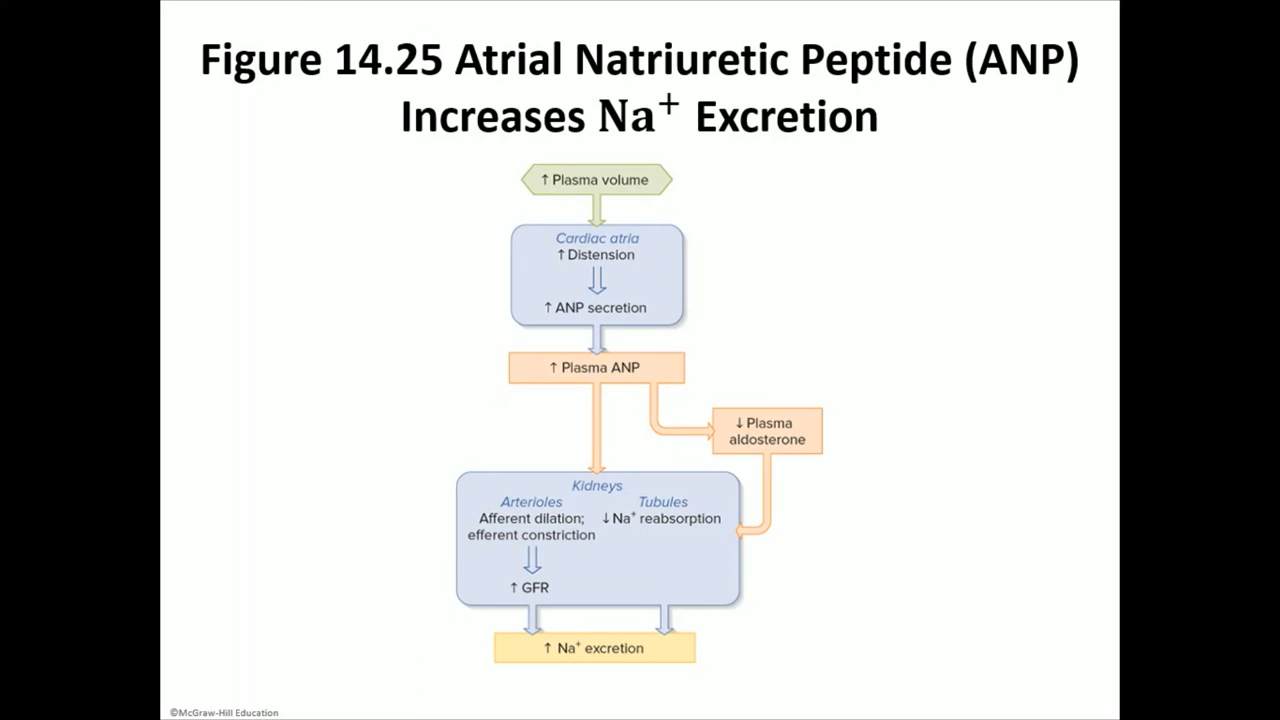 Figure 14.25 Atrial Natriuretic Peptide (ANP)
Increases Na⁺ Excretion
↑ Plasma volume
Cardiac atria
↑ Distension
↑ ANP secretion
↑ Plasma ANP
↓ Plasma
aldosterone
Kidneys
Arterioles
Afferent dilation;
efferent constriction
↑ GFR
Tubules
↓ Na⁺ reabsorption
↑ Na⁺ excretion
©McGraw-Hill Education